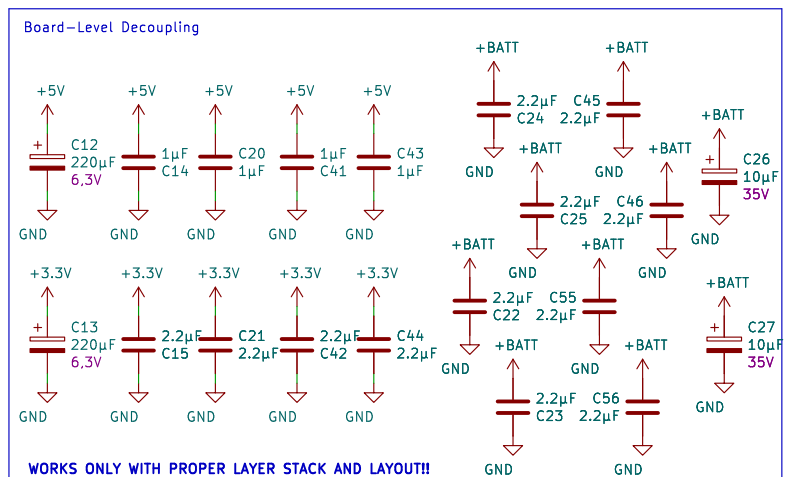 Board-Level Decoupling
+5V
+
C12
220µF
6,3V
GND
+5V
1µF
C14
GND
+5V
C20
1µF
GND
+5V
1µF
C41
GND
+5V
C43
1µF
GND
+3.3V
+
C13
220µF
6,3V
GND
+3.3V
2.2µF
C15
GND
+3.3V
C21
2.2µF
GND
+3.3V
2.2µF
C42
GND
+3.3V
C44
2.2µF
GND
+BATT
2.2µF
C24
GND
+BATT
C45
2.2µF
GND
+BATT
2.2µF
C25
GND
+BATT
C46
2.2µF
GND
+BATT
+
C26
10µF
35V
GND
+BATT
2.2µF
C22
GND
+BATT
C55
2.2µF
GND
+BATT
2.2µF
C23
GND
+BATT
C56
2.2µF
GND
+BATT
+
C27
10µF
35V
GND
WORKS ONLY WITH PROPER LAYER STACK AND LAYOUT!!